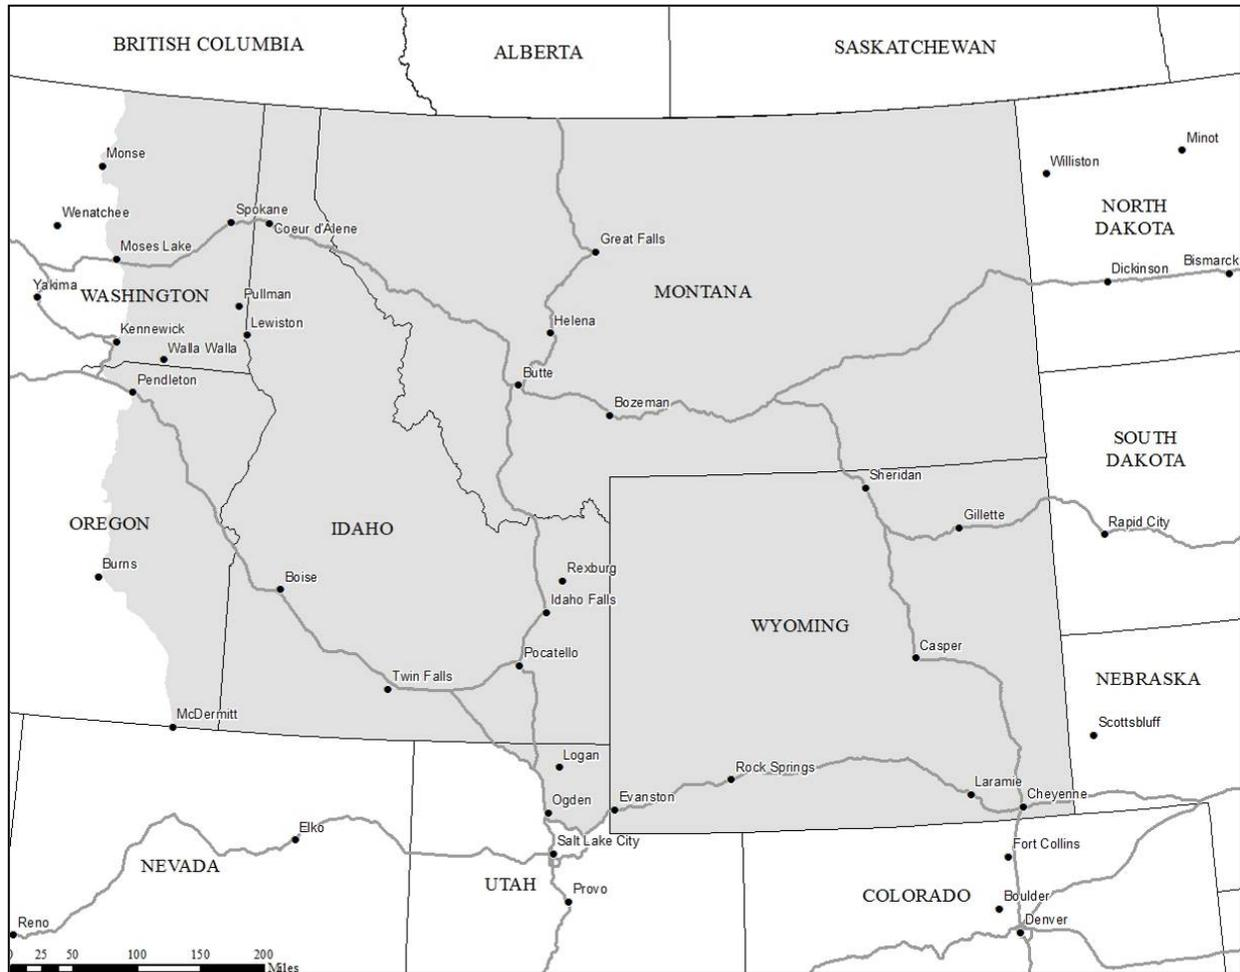 BRITISH COLUMBIA
ALBERTA
SASKATCHEWAN
Monse
Williston
Minot
NORTH
DAKOTA
Wenatchee
Spokane
Coeur d'Alene
Great Falls
Moses Lake
Dickinson
Bismarck
Yakima
WASHINGTON
Pullman
MONTANA
Kennewick
Lewiston
Helena
Walla Walla
Pendleton
Butte
Bozeman
SOUTH
DAKOTA
Sheridan
OREGON
IDAHO
Gillette
Rapid City
Burns
Boise
Rexburg
Idaho Falls
WYOMING
Pocatello
Casper
Twin Falls
NEBRASKA
McDermitt
Scottsbluff
Logan
Rock Springs
Ogden
Evanston
Laramie
Cheyenne
Elko
Salt Lake City
Fort Collins
NEVADA
UTAH
Provo
COLORADO
Boulder
Reno
Denver
0 25 50 100 150 200
Miles